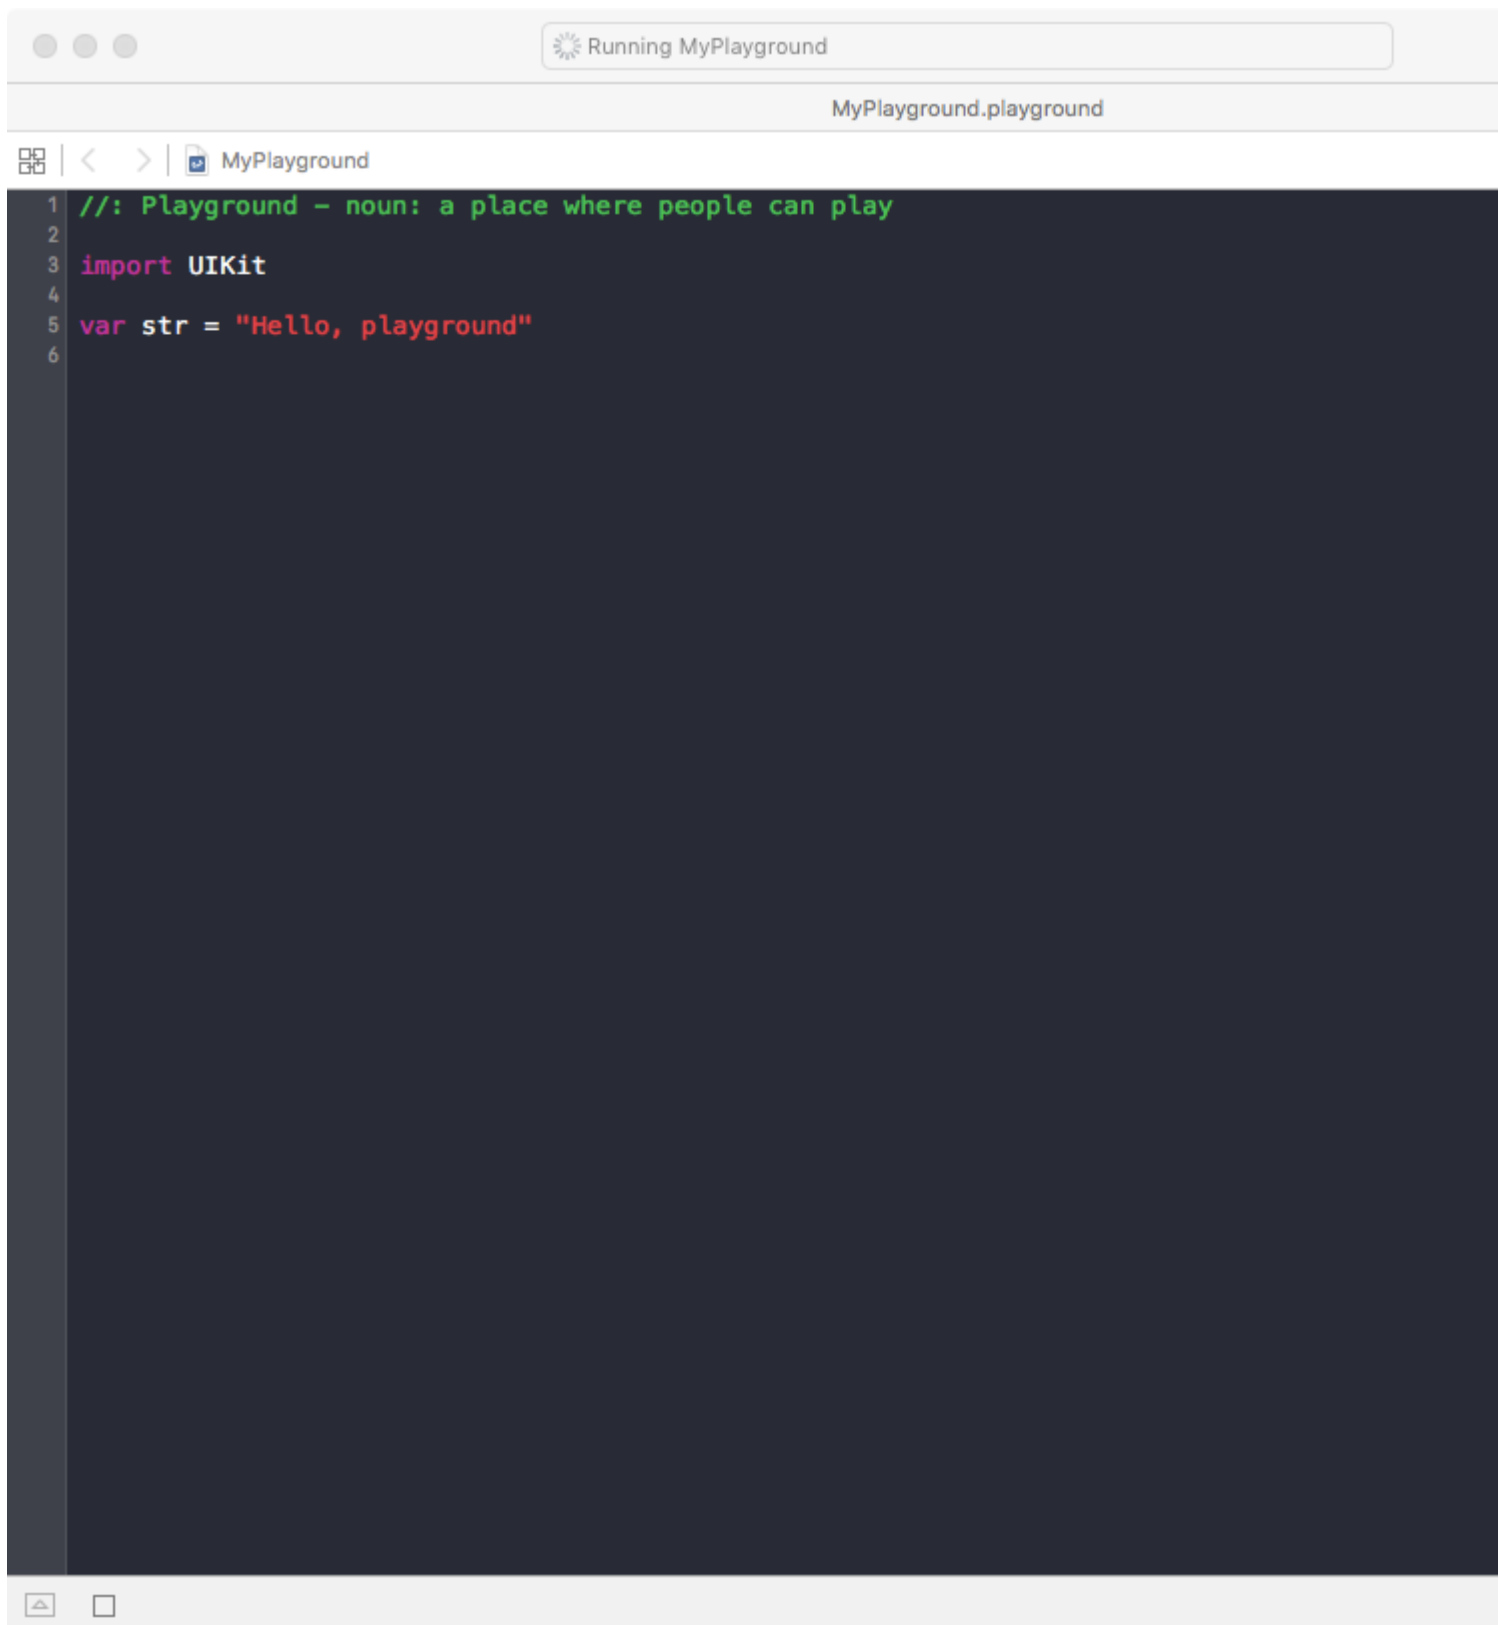 Running MyPlayground
MyPlayground.playground
MyPlayground
1 //: Playground – noun: a place where people can play
2
3 import UIKit
4
5 var str = "Hello, playground"
6